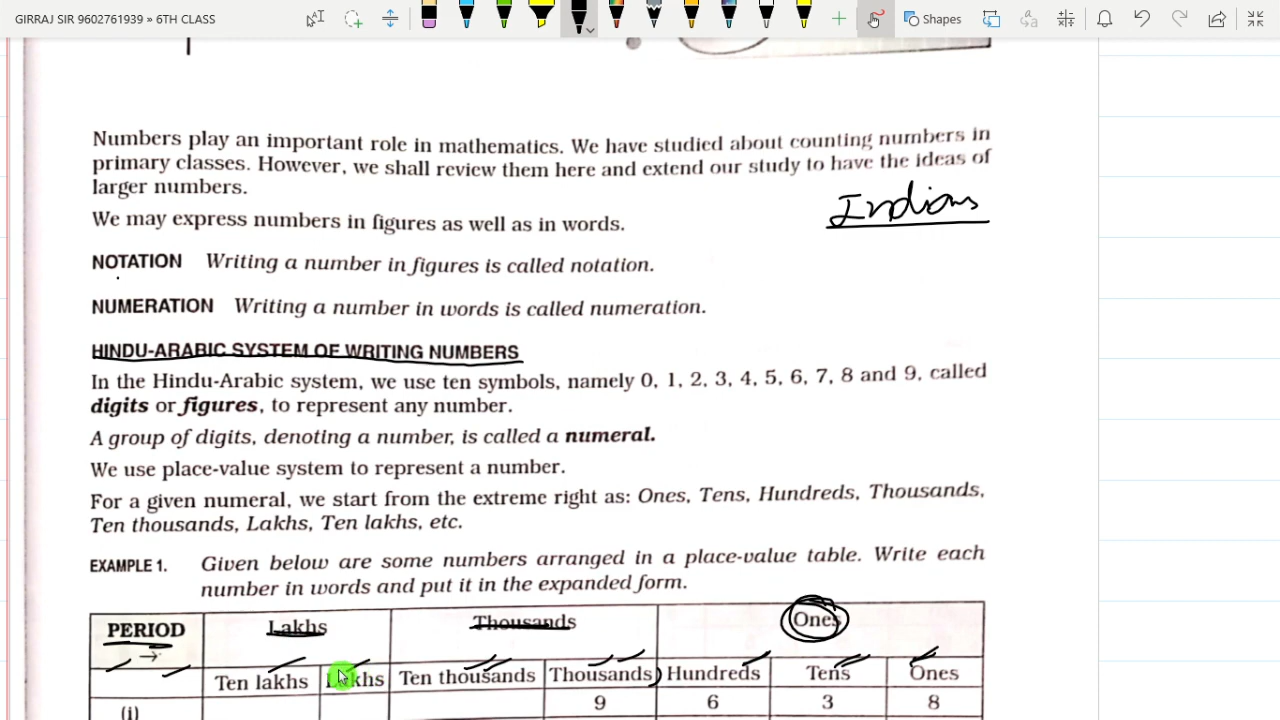 GIRRAJ SIR 9602761939 » 6TH CLASS
Shapes
Numbers play an important role in mathematics. We have studied about counting numbers in
primary classes. However, we shall review them here and extend our study to have the ideas of
larger numbers.
Indians
We may express numbers in figures as well as in words.
NOTATION Writing a number in figures is called notation.
NUMERATION Writing a number in words is called numeration.
HINDU-ARABIC SYSTEM OF WRITING NUMBERS
In the Hindu-Arabic system, we use ten symbols, namely 0, 1, 2, 3, 4, 5, 6, 7, 8 and 9, called
digits or figures, to represent any number.
A group of digits, denoting a number, is called a numeral.
We use place-value system to represent a number.
For a given numeral, we start from the extreme right as: Ones, Tens, Hundreds, Thousands,
Ten thousands, Lakhs, Ten lakhs, etc.
EXAMPLE 1. Given below are some numbers arranged in a place-value table. Write each
number in words and put it in the expanded form.
PERIOD → Lakhs Thousands Ones
Ten lakhs Lakhs Ten thousands Thousands Hundreds Tens Ones
(i) 9 6 3 8